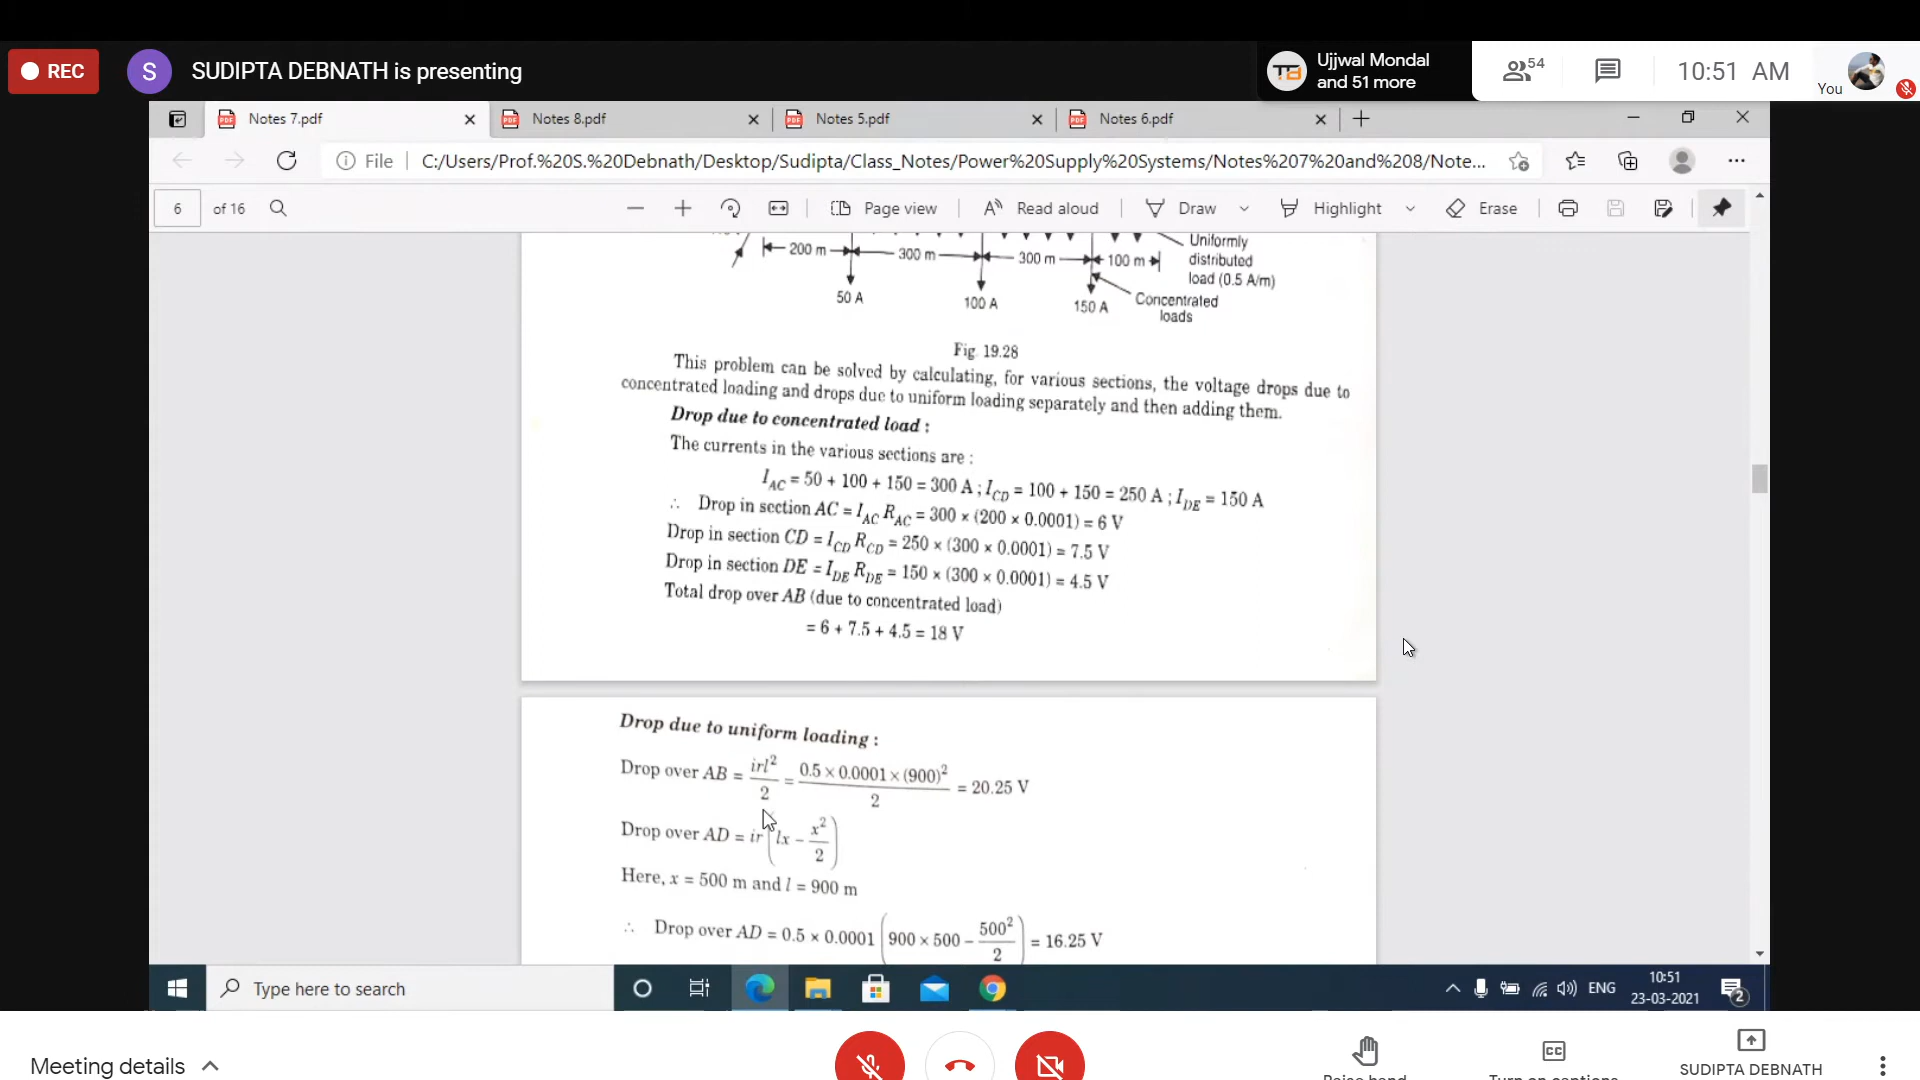 REC
S
SUDIPTA DEBNATH is presenting
Ujjwal Mondal
and 51 more
54
10:51 AM
You
Notes 7.pdf
Notes 8.pdf
Notes 5.pdf
Notes 6.pdf
File
C:/Users/Prof.%20S.%20Debnath/Desktop/Sudipta/Class_Notes/Power%20Supply%20Systems/Notes%207%20and%208/Note...
6 of 16
Page view
Read aloud
Draw
Highlight
Erase
200 m
300 m
300 m
100 m
Uniformly
distributed
load (0.5 A/m)
50 A
100 A
150 A
Concentrated
loads
Fig. 19.28
This problem can be solved by calculating, for various sections, the voltage drops due to
concentrated loading and drops due to uniform loading separately and then adding them.
Drop due to concentrated load :
The currents in the various sections are :
I_AC = 50 + 100 + 150 = 300 A ; I_CD = 100 + 150 = 250 A ; I_DE = 150 A
∴ Drop in section AC = I_AC R_AC = 300 × (200 × 0.0001) = 6 V
Drop in section CD = I_CD R_CD = 250 × (300 × 0.0001) = 7.5 V
Drop in section DE = I_DE R_DE = 150 × (300 × 0.0001) = 4.5 V
Total drop over AB (due to concentrated load)
= 6 + 7.5 + 4.5 = 18 V
Drop due to uniform loading :
Drop over AB = irl²/2 = 0.5 × 0.0001 × (900)²/2 = 20.25 V
Drop over AD = ir (lx – x²/2)
Here, x = 500 m and l = 900 m
∴ Drop over AD = 0.5 × 0.0001 (900 × 500 – 500²/2) = 16.25 V
Type here to search
ENG
10:51
23-03-2021
2
Meeting details
Raise hand
Turn on captions
SUDIPTA DEBNATH